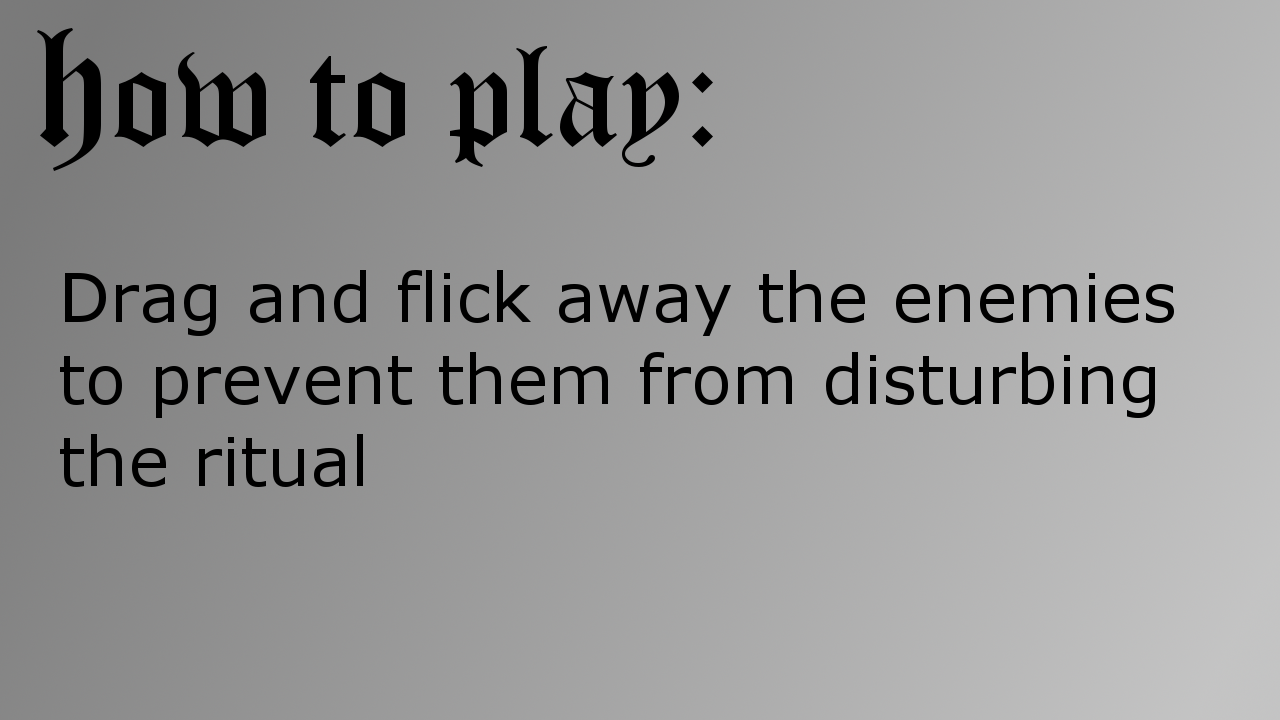 how to play:
Drag and flick away the enemies
to prevent them from disturbing
the ritual